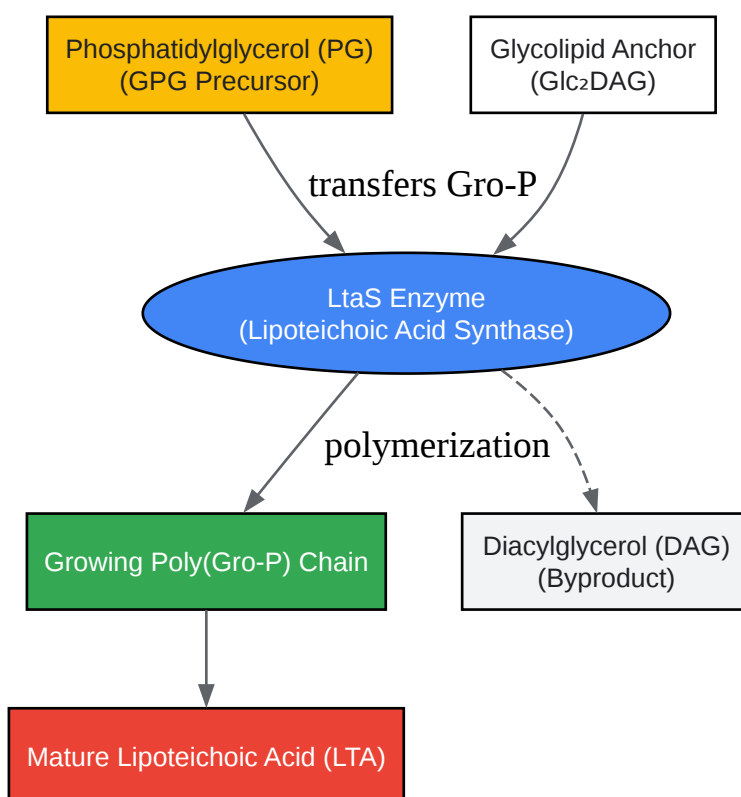 Phosphatidylglycerol (PG)
(GPG Precursor)
Glycolipid Anchor
(Glc₂DAG)
transfers Gro-P
LtaS Enzyme
(Lipoteichoic Acid Synthase)
polymerization
Growing Poly(Gro-P) Chain
Diacylglycerol (DAG)
(Byproduct)
Mature Lipoteichoic Acid (LTA)